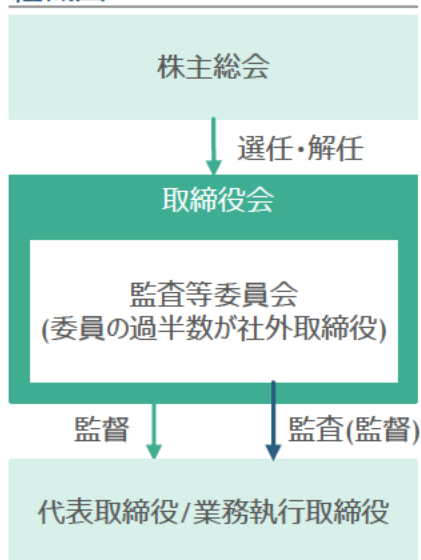 株主総会
選任・解任
取締役会
監査等委員会
(委員の過半数が社外取締役)
監督
監査(監督)
代表取締役/業務執行取締役